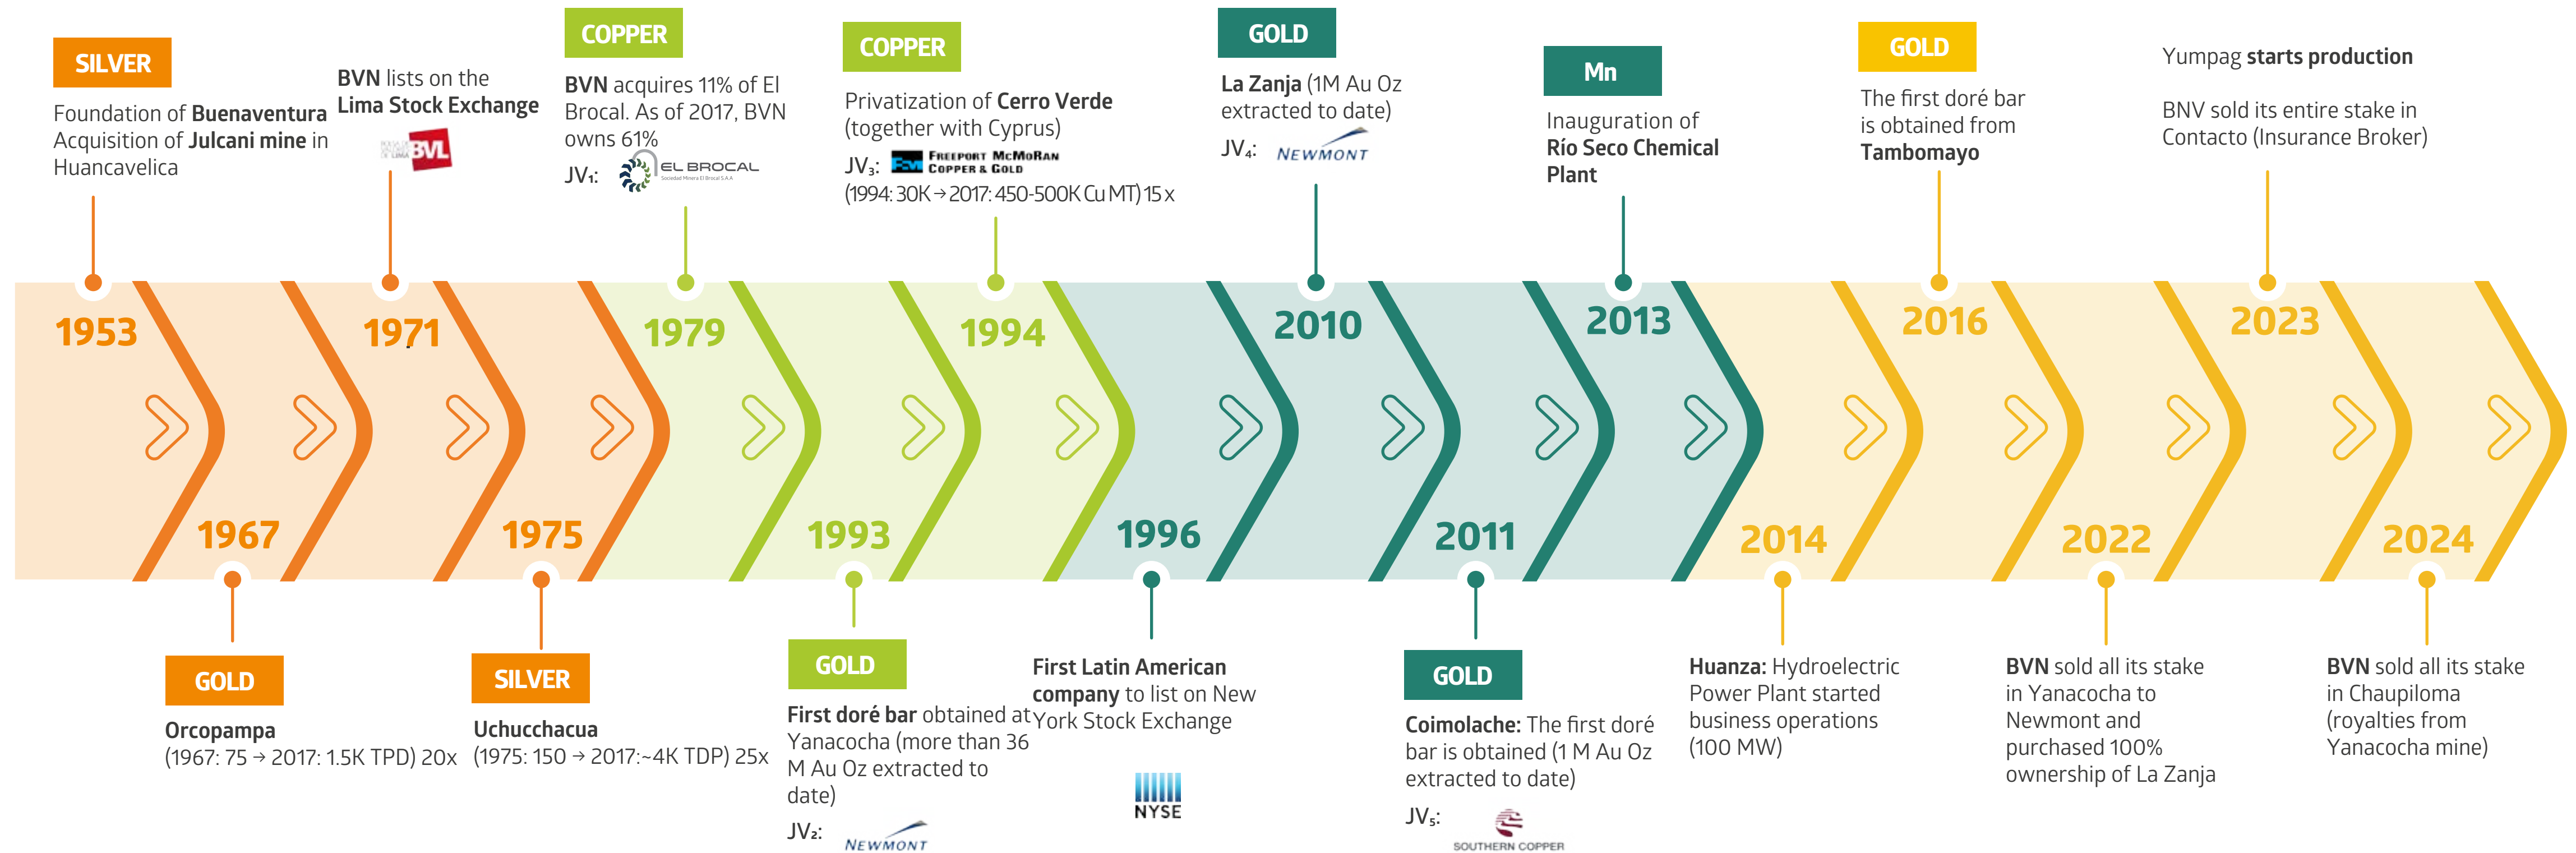 SILVER
Foundation of Buenaventura
Acquisition of Julcani mine in
Huancavelica
1953
GOLD
Orcopampa
(1967: 75 → 2017: 1.5K TPD) 20x
1967
BVN lists on the
Lima Stock Exchange
BVL
1971
SILVER
Uchucchacua
(1975: 150 → 2017:~4K TDP) 25x
1975
COPPER
BVN acquires 11% of El
Brocal. As of 2017, BVN
owns 61%
JV₁:
EL BROCAL
Sociedad Minera El Brocal S.A.A
1979
GOLD
First doré bar obtained at
Yanacocha (more than 36
M Au Oz extracted to
date)
JV₂:
NEWMONT
1993
COPPER
Privatization of Cerro Verde
(together with Cyprus)
JV₃:
FREEPORT MCMORAN
COPPER & GOLD
(1994: 30K → 2017: 450-500K Cu MT) 15 x
1994
First Latin American
company to list on New
York Stock Exchange
NYSE
1996
GOLD
La Zanja (1M Au Oz
extracted to date)
JV₄:
NEWMONT
2010
GOLD
Coimolache: The first doré
bar is obtained (1 M Au Oz
extracted to date)
JV₅:
SOUTHERN COPPER
2011
Mn
Inauguration of
Río Seco Chemical
Plant
2013
Huanza: Hydroelectric
Power Plant started
business operations
(100 MW)
2014
GOLD
The first doré bar
is obtained from
Tambomayo
2016
BVN sold all its stake
in Yanacocha to
Newmont and
purchased 100%
ownership of La Zanja
2022
Yumpag starts production
BNV sold its entire stake in
Contacto (Insurance Broker)
2023
BVN sold all its stake
in Chaupiloma
(royalties from
Yanacocha mine)
2024